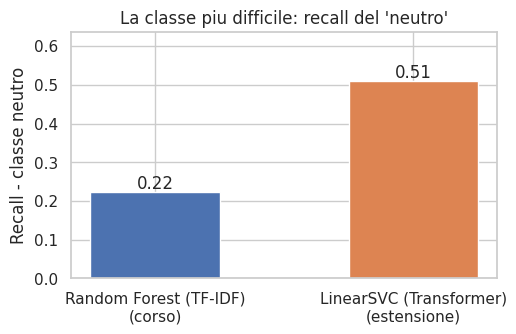 La classe piu difficile: recall del 'neutro'
Recall - classe neutro
0.6
0.5
0.4
0.3
0.2
0.1
0.0
0.22
0.51
Random Forest (TF-IDF)
(corso)
LinearSVC (Transformer)
(estensione)